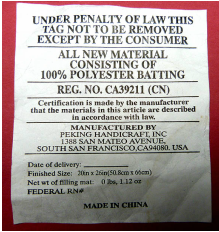 UNDER PENALTY OF LAW THIS
TAG NOT TO BE REMOVED
EXCEPT BY THE CONSUMER
ALL NEW MATERIAL
CONSISTING OF
100% POLYESTER BATTING
REG. NO. CA39211 (CN)
Certification is made by the manufacturer
that the materials in this article are described
in accordance with law.
MANUFACTURED BY
PEKING HANDICRAFT, INC
1388 SAN MATEO AVENUE,
SOUTH SAN FRANCISCO,CA94080. USA
Date of delivery:
Finished Size: 20in x 26in(50.8cm x 66cm)
Net wt of filling mat: 0 lbs, 1.12 oz
FEDERAL RN#
MADE IN CHINA